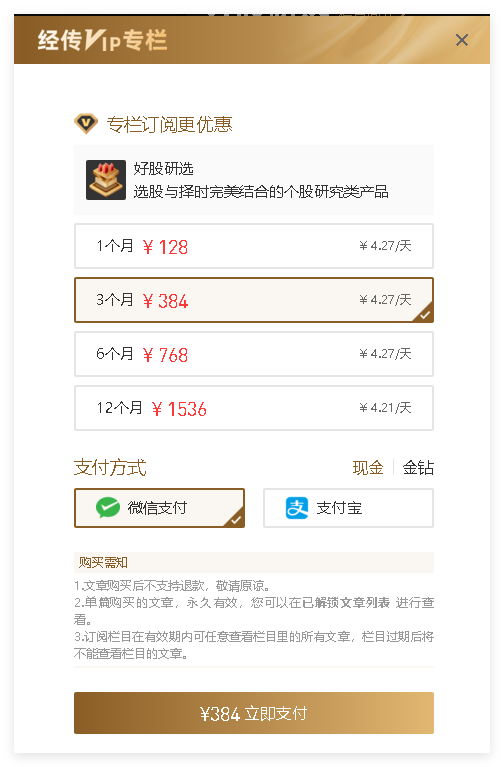 经传VIP专栏
专栏订阅更优惠
好股研选
选股与择时完美结合的个股研究类产品
1个月 ￥128 ￥4.27/天
3个月 ￥384 ￥4.27/天
6个月 ￥768 ￥4.27/天
12个月 ￥1536 ￥4.21/天
支付方式 现金 金钻
微信支付 支付宝
购买需知
1.文章购买后不支持退款，敬请原谅。
2.单篇购买的文章，永久有效，您可以在已解锁文章列表 进行查
看。
3.订阅栏目在有效期内可任意查看栏目里的所有文章，栏目过期后将
不能查看栏目的文章。
¥384 立即支付